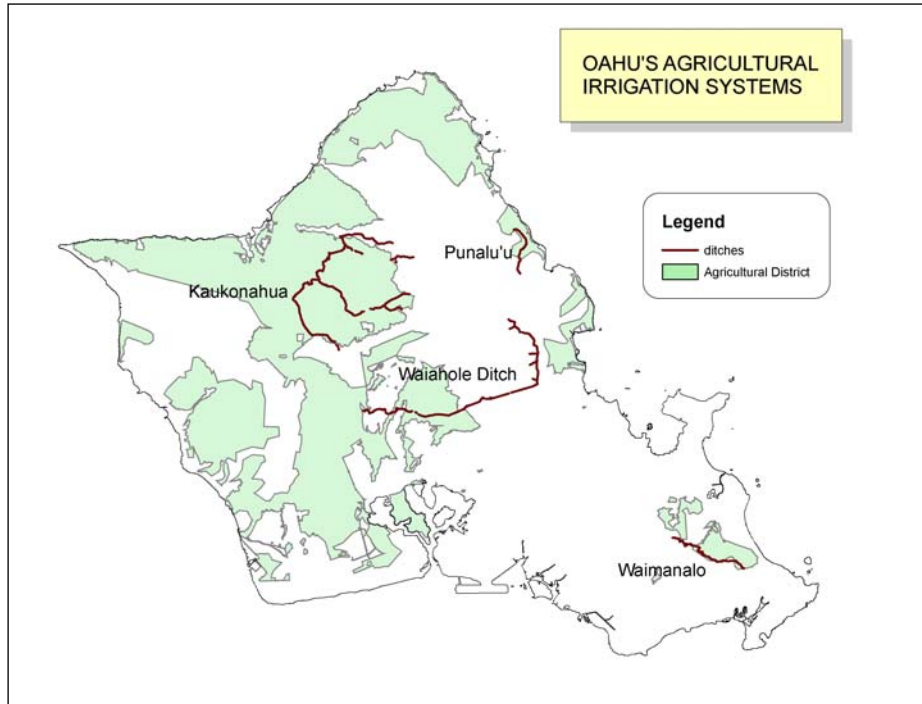 OAHU'S AGRICULTURAL
IRRIGATION SYSTEMS
Legend
ditches
Agricultural District
Punalu'u
Kaukonahua
Waiahole Ditch
Waimanalo